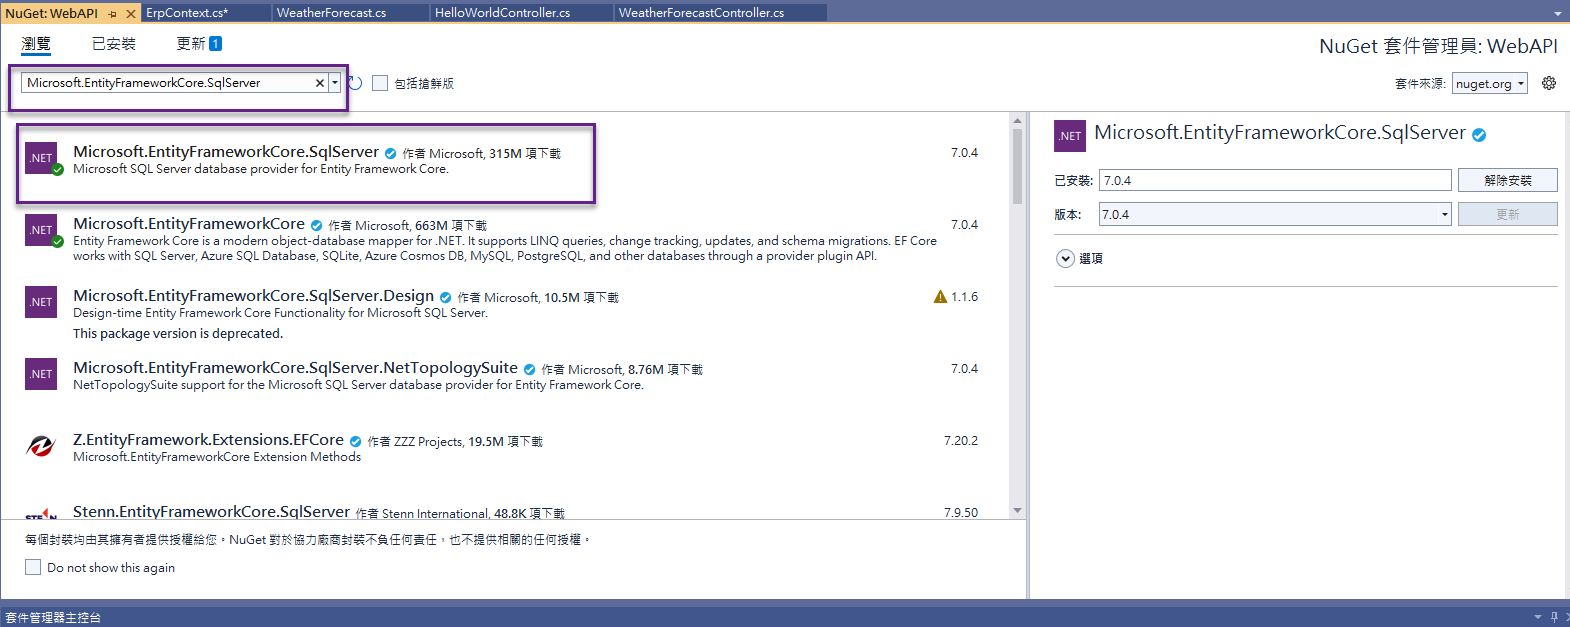 NuGet: WebAPI
ErpContext.cs*
WeatherForecast.cs
HelloWorldController.cs
WeatherForecastController.cs
瀏覽
已安裝
更新 1
NuGet 套件管理員: WebAPI
Microsoft.EntityFrameworkCore.SqlServer
包括搶鮮版
套件來源: nuget.org
.NET
Microsoft.EntityFrameworkCore.SqlServer 作者 Microsoft, 315M 項下載
7.0.4
Microsoft SQL Server database provider for Entity Framework Core.
.NET
Microsoft.EntityFrameworkCore 作者 Microsoft, 663M 項下載
7.0.4
Entity Framework Core is a modern object-database mapper for .NET. It supports LINQ queries, change tracking, updates, and schema migrations. EF Core
works with SQL Server, Azure SQL Database, SQLite, Azure Cosmos DB, MySQL, PostgreSQL, and other databases through a provider plugin API.
.NET
Microsoft.EntityFrameworkCore.SqlServer.Design 作者 Microsoft, 10.5M 項下載
1.1.6
Design-time Entity Framework Core Functionality for Microsoft SQL Server.
This package version is deprecated.
.NET
Microsoft.EntityFrameworkCore.SqlServer.NetTopologySuite 作者 Microsoft, 8.76M 項下載
7.0.4
NetTopologySuite support for the Microsoft SQL Server database provider for Entity Framework Core.
Z.EntityFramework.Extensions.EFCore 作者 ZZZ Projects, 19.5M 項下載
7.20.2
Microsoft.EntityFrameworkCore Extension Methods
Stenn.EntityFrameworkCore.SqlServer 作者 Stenn International, 48.8K 項下載
7.9.50
每個封裝均由其擁有者提供授權給您。NuGet 對於協力廠商封裝不負任何責任，也不提供相關的任何授權。
Do not show this again
.NET
Microsoft.EntityFrameworkCore.SqlServer
已安裝: 7.0.4
解除安裝
版本: 7.0.4
更新
選項
套件管理器主控台